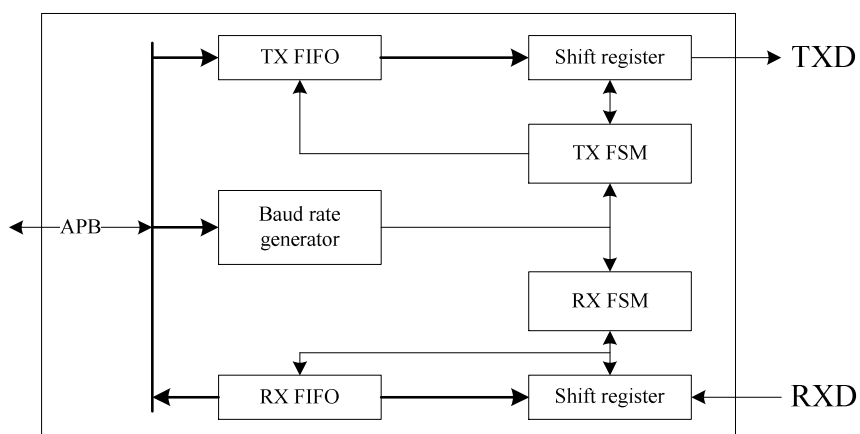 TX FIFO
Shift register
TXD
TX FSM
APB
Baud rate
generator
RX FSM
RX FIFO
Shift register
RXD